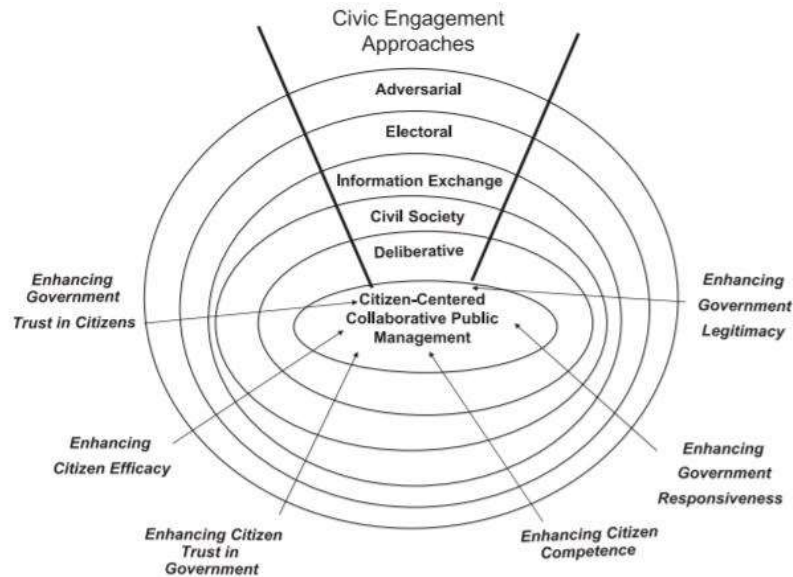 Civic Engagement
Approaches
Adversarial
Electoral
Information Exchange
Civil Society
Deliberative
Citizen-Centered
Collaborative Public
Management
Enhancing
Government
Trust in Citizens
Enhancing
Government
Legitimacy
Enhancing
Citizen Efficacy
Enhancing
Government
Responsiveness
Enhancing Citizen
Trust in
Government
Enhancing Citizen
Competence